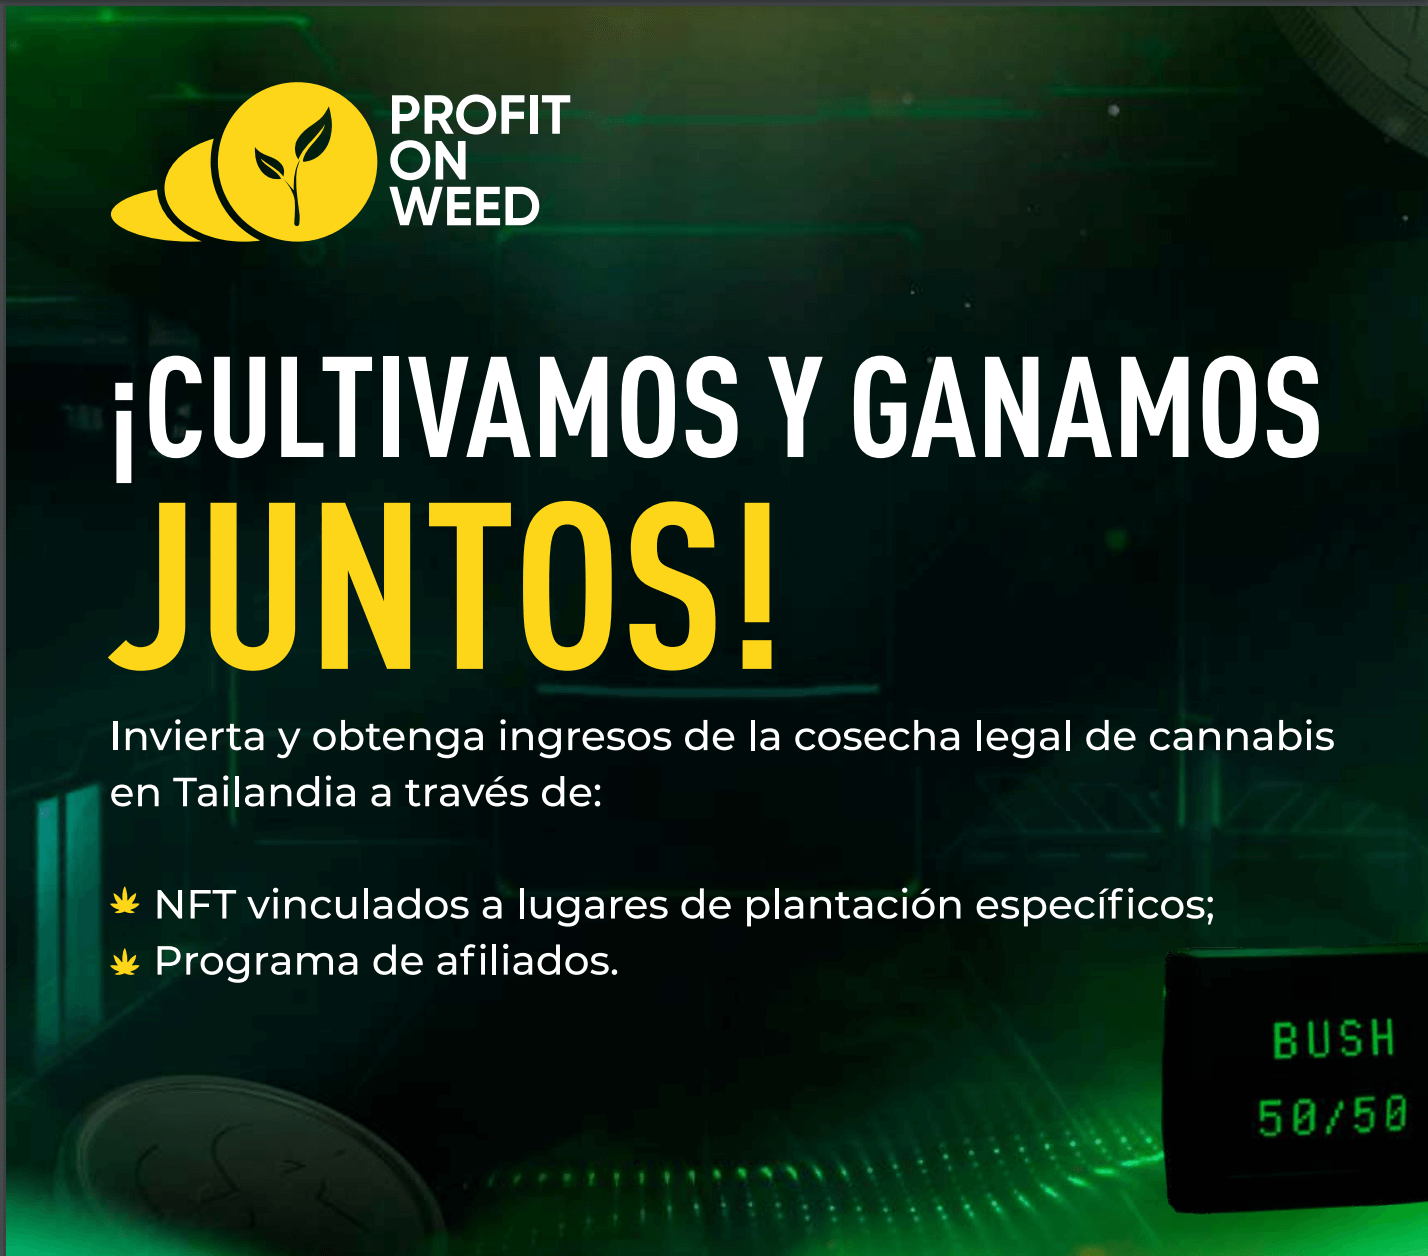 PROFIT
ON
WEED
¡CULTIVAMOS Y GANAMOS
JUNTOS!
Invierta y obtenga ingresos de la cosecha legal de cannabis
en Tailandia a través de:
NFT vinculados a lugares de plantación específicos;
Programa de afiliados.
BUSH
50/50